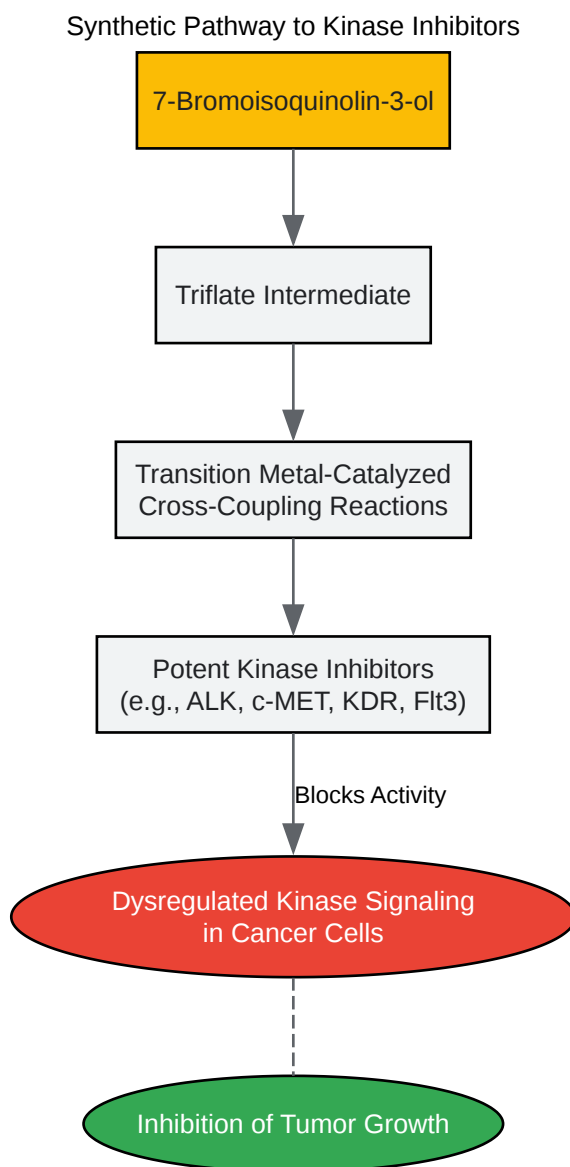 Synthetic Pathway to Kinase Inhibitors
7-Bromoisoquinolin-3-ol
Triflate Intermediate
Transition Metal-Catalyzed
Cross-Coupling Reactions
Potent Kinase Inhibitors
(e.g., ALK, c-MET, KDR, Flt3)
Blocks Activity
Dysregulated Kinase Signaling
in Cancer Cells
Inhibition of Tumor Growth